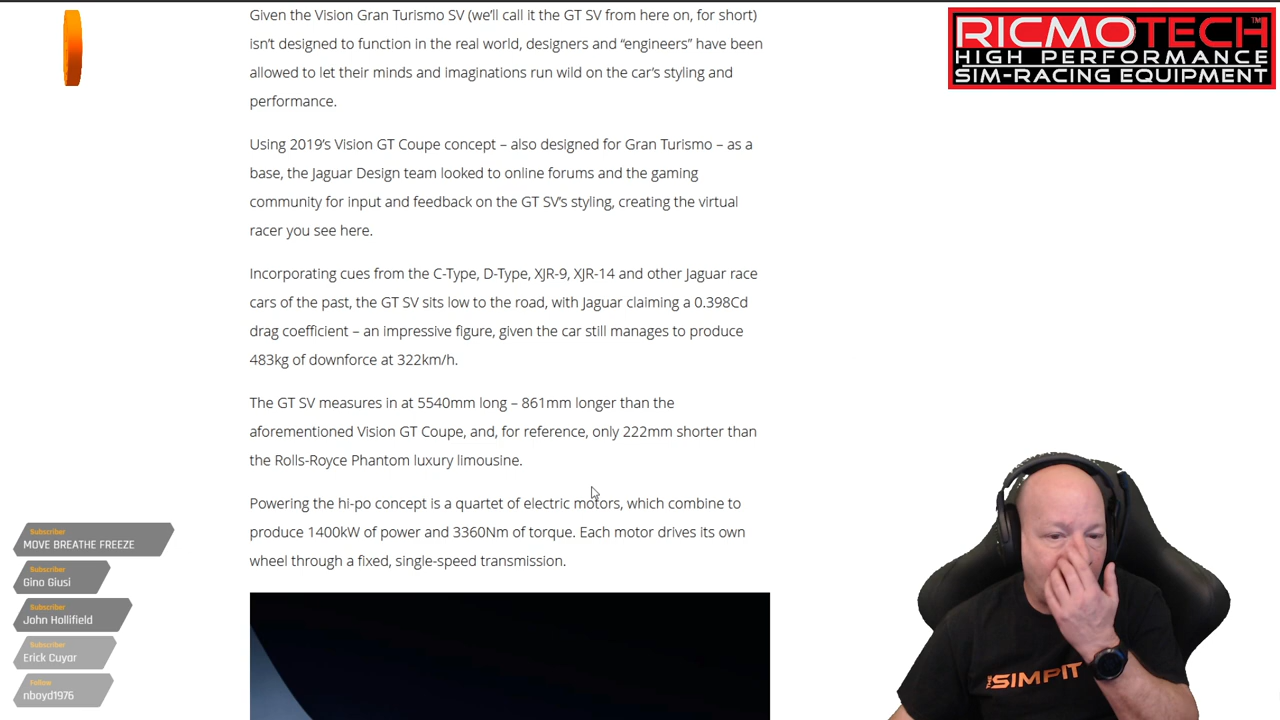 Given the Vision Gran Turismo SV (we'll call it the GT SV from here on, for short)
isn't designed to function in the real world, designers and “engineers” have been
allowed to let their minds and imaginations run wild on the car's styling and
performance.
Using 2019's Vision GT Coupe concept – also designed for Gran Turismo – as a
base, the Jaguar Design team looked to online forums and the gaming
community for input and feedback on the GT SV's styling, creating the virtual
racer you see here.
Incorporating cues from the C-Type, D-Type, XJR-9, XJR-14 and other Jaguar race
cars of the past, the GT SV sits low to the road, with Jaguar claiming a 0.398Cd
drag coefficient – an impressive figure, given the car still manages to produce
483kg of downforce at 322km/h.
The GT SV measures in at 5540mm long – 861mm longer than the
aforementioned Vision GT Coupe, and, for reference, only 222mm shorter than
the Rolls-Royce Phantom luxury limousine.
Powering the hi-po concept is a quartet of electric motors, which combine to
produce 1400kW of power and 3360Nm of torque. Each motor drives its own
wheel through a fixed, single-speed transmission.
RICMOTECH™
HIGH PERFORMANCE
SIM-RACING EQUIPMENT
Subscriber
MOVE BREATHE FREEZE
Subscriber
Gino Giusi
Subscriber
John Hollifield
Subscriber
Erick Cuyar
Follow
nboyd1976
THE SIMPIT